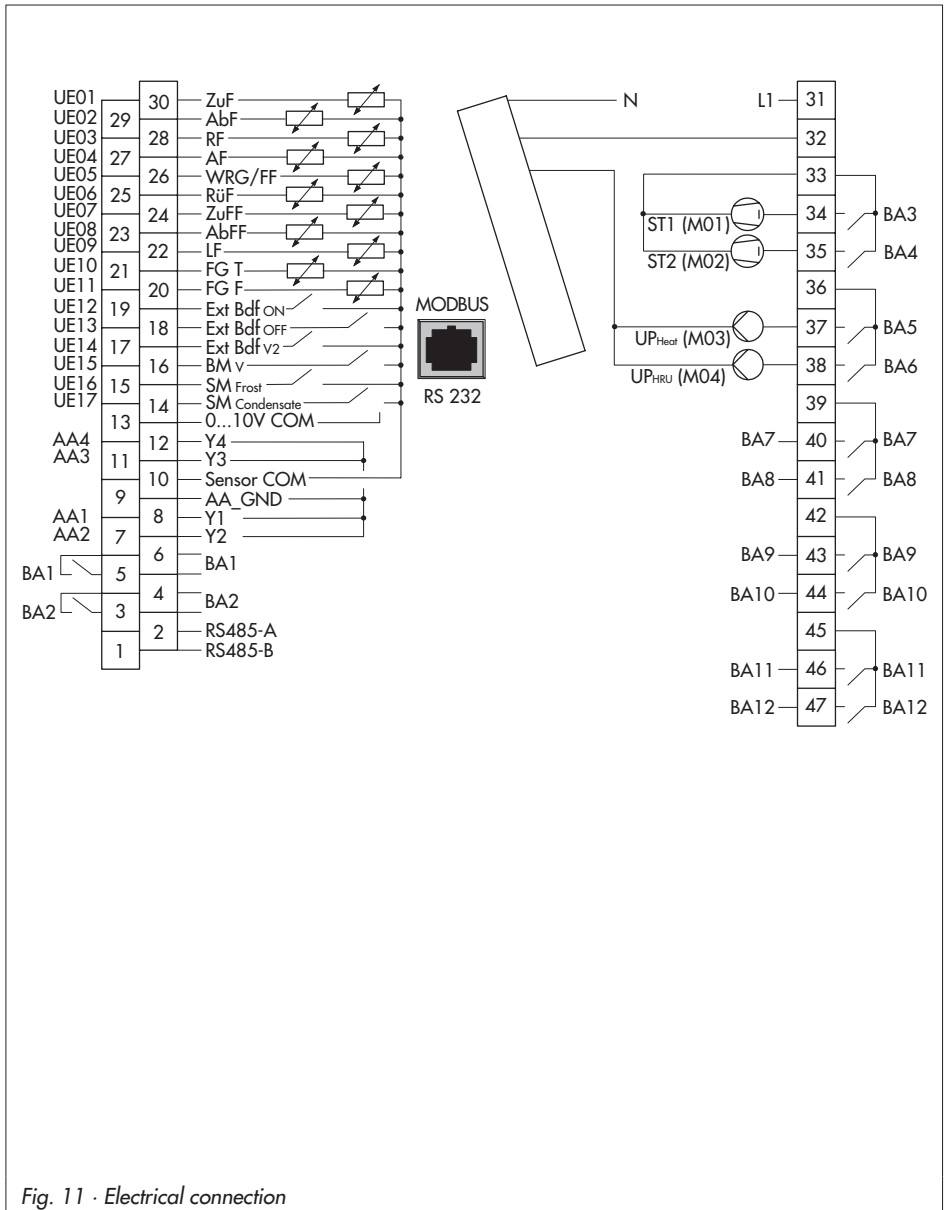 UE01 30 ZuF
UE02 29 AbF
UE03 28 RF
UE04 27 AF
UE05 26 WRG/FF
UE06 25 RüF
UE07 24 ZuFF
UE08 23 AbFF
UE09 22 LF
UE10 21 FG T
UE11 20 FG F
UE12 19 Ext Bdf ON
UE13 18 Ext Bdf OFF
UE14 17 Ext Bdf V2
UE15 16 BM V
UE16 15 SM Frost
UE17 14 SM Condensate
13 0...10V COM
AA4 12 Y4
AA3 11 Y3
10 Sensor COM
9 AA_GND
AA1 8 Y1
AA2 7 Y2
6 BA1
BA1 5
4 BA2
BA2 3
2 RS485-A
1 RS485-B
MODBUS
RS 232
N L1 31
32
33
ST1 (M01) 34 BA3
ST2 (M02) 35 BA4
36
UPHeat (M03) 37 BA5
UPHRU (M04) 38 BA6
39
BA7 40 BA7
BA8 41 BA8
42
BA9 43 BA9
BA10 44 BA10
45
BA11 46 BA11
BA12 47 BA12
Fig. 11 · Electrical connection